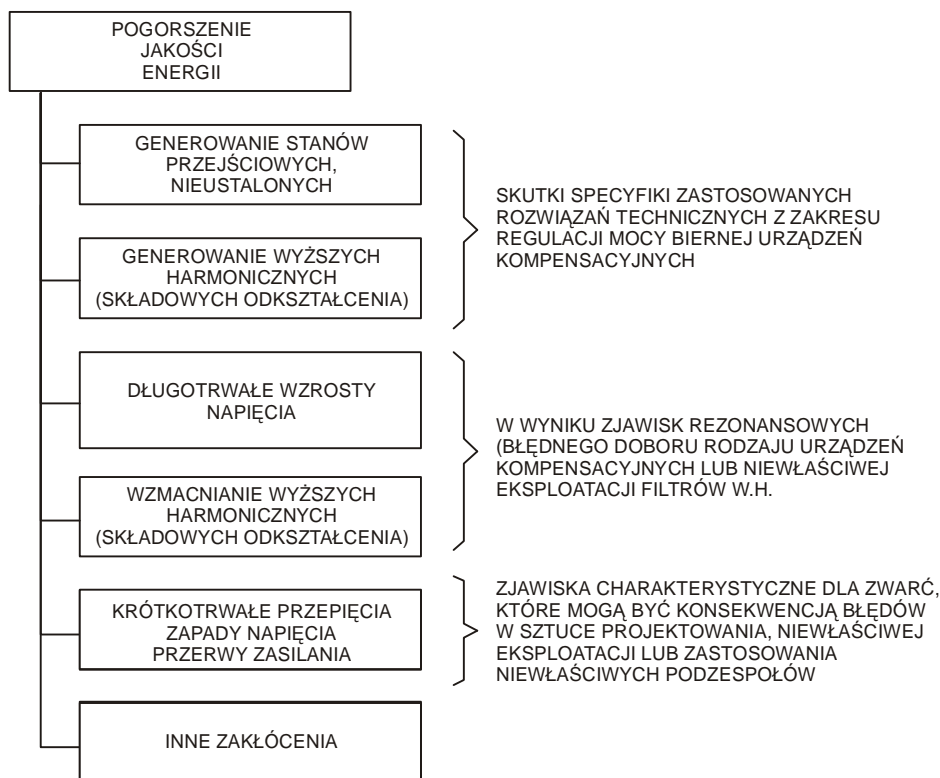 POGORSZENIE
JAKOŚCI
ENERGII
GENEROWANIE STANÓW
PRZEJŚCIOWYCH,
NIEUSTALONYCH
GENEROWANIE WYŻSZYCH
HARMONICZNYCH
(SKŁADOWYCH ODKSZTAŁCENIA)
SKUTKI SPECYFIKI ZASTOSOWANYCH
ROZWIĄZAŃ TECHNICZNYCH Z ZAKRESU
REGULACJI MOCY BIERNEJ URZĄDZEŃ
KOMPENSACYJNYCH
DŁUGOTRWAŁE WZROSTY
NAPIĘCIA
WZMACNIANIE WYŻSZYCH
HARMONICZNYCH
(SKŁADOWYCH ODKSZTAŁCENIA)
W WYNIKU ZJAWISK REZONANSOWYCH
(BŁĘDNEGO DOBORU RODZAJU URZĄDZEŃ
KOMPENSACYJNYCH LUB NIEWŁAŚCIWEJ
EKSPLOATACJI FILTRÓW W.H.
KRÓTKOTRWAŁE PRZEPIĘCIA
ZAPADY NAPIĘCIA
PRZERWY ZASILANIA
ZJAWISKA CHARAKTERYSTYCZNE DLA ZWARĆ,
KTÓRE MOGĄ BYĆ KONSEKWENCJĄ BŁĘDÓW
W SZTUCE PROJEKTOWANIA, NIEWŁAŚCIWEJ
EKSPLOATACJI LUB ZASTOSOWANIA
NIEWŁAŚCIWYCH PODZESPOŁÓW
INNE ZAKŁÓCENIA